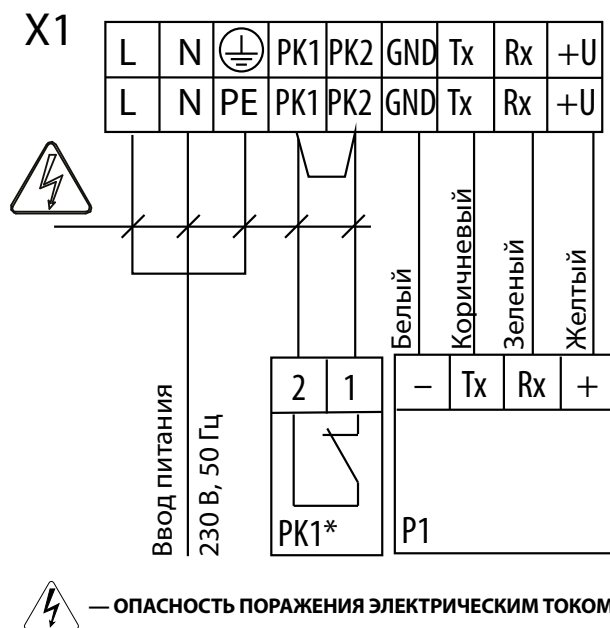 X1
L N PK1 PK2 GND Tx Rx +U
L N PE PK1 PK2 GND Tx Rx +U
Белый
Коричневый
Зеленый
Желтый
2 1
– Tx Rx +
Ввод питания
230 В, 50 Гц
PK1*
P1
— ОПАСНОСТЬ ПОРАЖЕНИЯ ЭЛЕКТРИЧЕСКИМ ТОКОМ